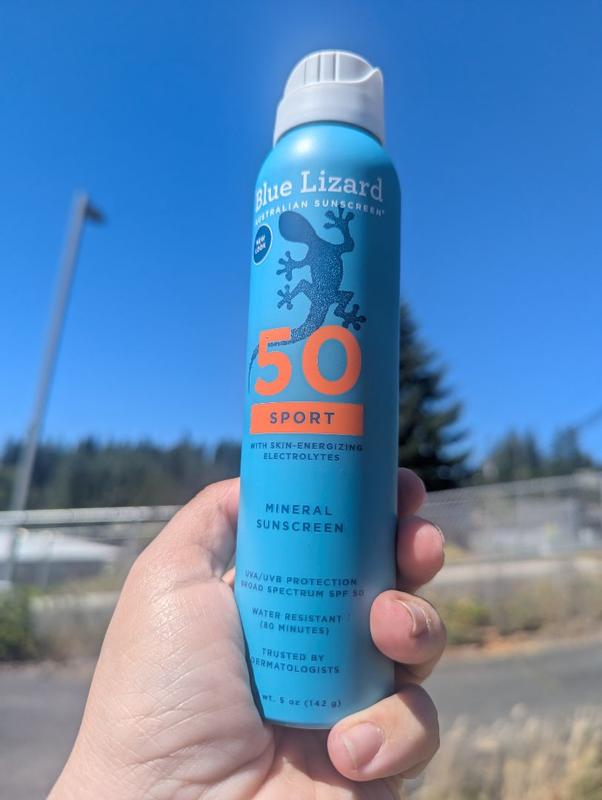 Blue Lizard
AUSTRALIAN SUNSCREEN®
NEW
LOOK
50
SPORT
WITH SKIN-ENERGIZING
ELECTROLYTES
MINERAL
SUNSCREEN
UVA/UVB PROTECTION
BROAD SPECTRUM SPF 50
WATER RESISTANT
(80 MINUTES)
TRUSTED BY
DERMATOLOGISTS
wt. 5 oz (142 g)